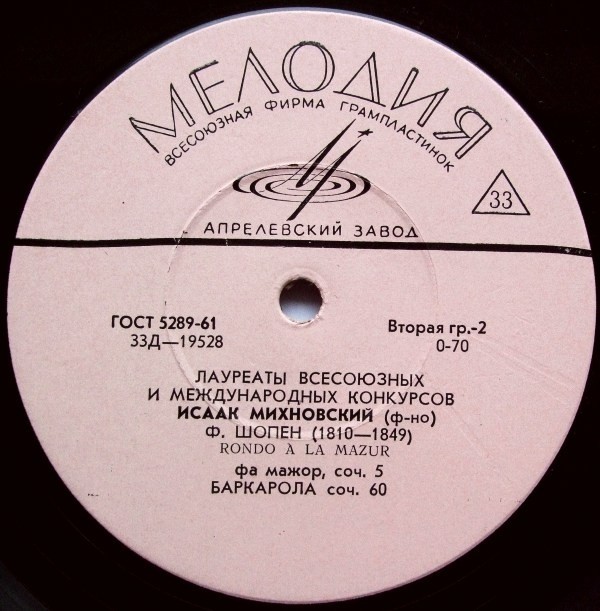 МЕЛОДИЯ
ВСЕСОЮЗНАЯ ФИРМА ГРАМПЛАСТИНОК
33
АПРЕЛЕВСКИЙ ЗАВОД
ГОСТ 5289-61 Вторая гр.-2
33Д—19528 0-70
ЛАУРЕАТЫ ВСЕСОЮЗНЫХ
И МЕЖДУНАРОДНЫХ КОНКУРСОВ
ИСААК МИХНОВСКИЙ (ф-но)
Ф. ШОПЕН (1810—1849)
RONDO À LA MAZUR
фа мажор, соч. 5
БАРКАРОЛА соч. 60